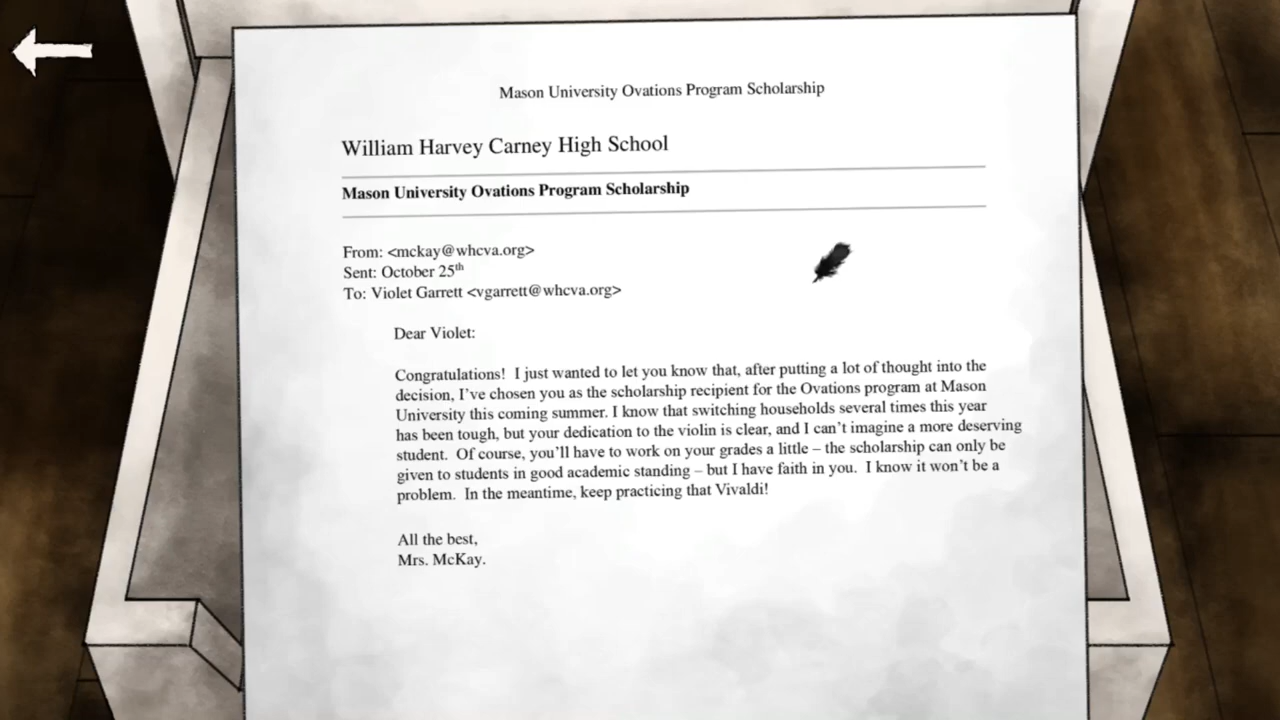 Mason University Ovations Program Scholarship
William Harvey Carney High School
Mason University Ovations Program Scholarship
From: <mckay@whcva.org>
Sent: October 25th
To: Violet Garrett <vgarrett@whcva.org>
Dear Violet:
Congratulations!  I just wanted to let you know that, after putting a lot of thought into the
decision, I've chosen you as the scholarship recipient for the Ovations program at Mason
University this coming summer. I know that switching households several times this year
has been tough, but your dedication to the violin is clear, and I can't imagine a more deserving
student.  Of course, you'll have to work on your grades a little – the scholarship can only be
given to students in good academic standing – but I have faith in you.  I know it won't be a
problem.  In the meantime, keep practicing that Vivaldi!
All the best,
Mrs. McKay.